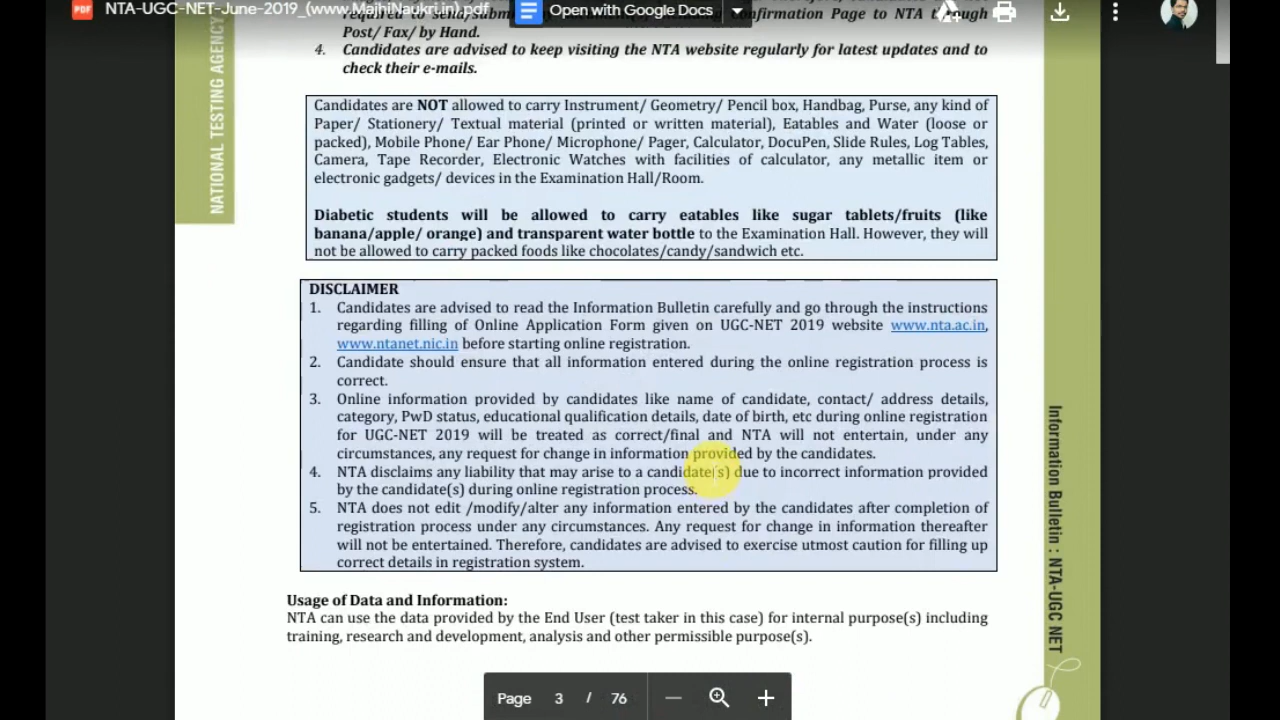 NTA-UGC-NET-June-2019_(www.MajhiNaukri.in).pdf
Open with Google Docs
required to send/submit
Confirmation Page to NTA through
Post/ Fax/ by Hand.
4. Candidates are advised to keep visiting the NTA website regularly for latest updates and to
check their e-mails.
NATIONAL TESTING AGENCY
Candidates are NOT allowed to carry Instrument/ Geometry/ Pencil box, Handbag, Purse, any kind of
Paper/ Stationery/ Textual material (printed or written material), Eatables and Water (loose or
packed), Mobile Phone/ Ear Phone/ Microphone/ Pager, Calculator, DocuPen, Slide Rules, Log Tables,
Camera, Tape Recorder, Electronic Watches with facilities of calculator, any metallic item or
electronic gadgets/ devices in the Examination Hall/Room.
Diabetic students will be allowed to carry eatables like sugar tablets/fruits (like
banana/apple/ orange) and transparent water bottle to the Examination Hall. However, they will
not be allowed to carry packed foods like chocolates/candy/sandwich etc.
DISCLAIMER
1. Candidates are advised to read the Information Bulletin carefully and go through the instructions
regarding filling of Online Application Form given on UGC-NET 2019 website www.nta.ac.in,
www.ntanet.nic.in before starting online registration.
2. Candidate should ensure that all information entered during the online registration process is
correct.
3. Online information provided by candidates like name of candidate, contact/ address details,
category, PwD status, educational qualification details, date of birth, etc during online registration
for UGC-NET 2019 will be treated as correct/final and NTA will not entertain, under any
circumstances, any request for change in information provided by the candidates.
4. NTA disclaims any liability that may arise to a candidate(s) due to incorrect information provided
by the candidate(s) during online registration process.
5. NTA does not edit /modify/alter any information entered by the candidates after completion of
registration process under any circumstances. Any request for change in information thereafter
will not be entertained. Therefore, candidates are advised to exercise utmost caution for filling up
correct details in registration system.
Usage of Data and Information:
NTA can use the data provided by the End User (test taker in this case) for internal purpose(s) including
training, research and development, analysis and other permissible purpose(s).
Information Bulletin : NTA-UGC NET
Page 3 / 76